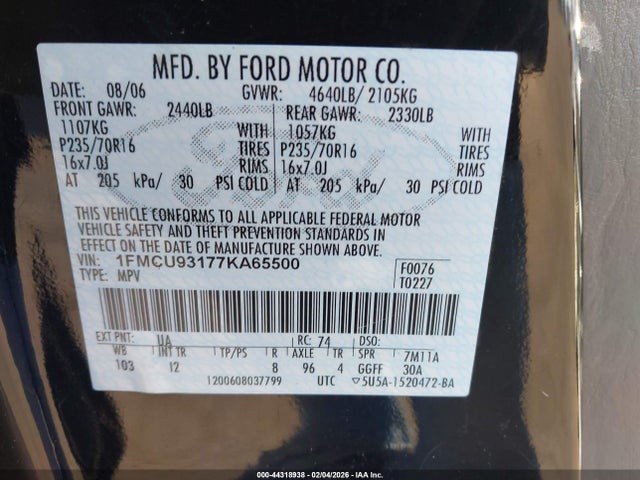 MFD. BY FORD MOTOR CO.
DATE: 08/06 GVWR: 4640LB/ 2105KG
FRONT GAWR: 2440LB REAR GAWR: 2330LB
1107KG WITH 1057KG WITH
P235/70R16 TIRES P235/70R16 TIRES
16x7.0J RIMS 16x7.0J RIMS
AT 205 kPa/ 30 PSI COLD AT 205 kPa/ 30 PSI COLD
THIS VEHICLE CONFORMS TO ALL APPLICABLE FEDERAL MOTOR
VEHICLE SAFETY AND THEFT PREVENTION STANDARDS IN
EFFECT ON THE DATE OF MANUFACTURE SHOWN ABOVE.
VIN: 1FMCU93177KA65500 F0076
TYPE: MPV T0227
EXT PNT: UA RC: 74 DSO:
WB INT TR TP/PS R AXLE TR SPR 7M11A
103 12 8 96 4 GGFF 30A
1200608037799 UTC ▽5U5A-1520472-BA
Ford
000-44318938 - 02/04/2026 - IAA Inc.